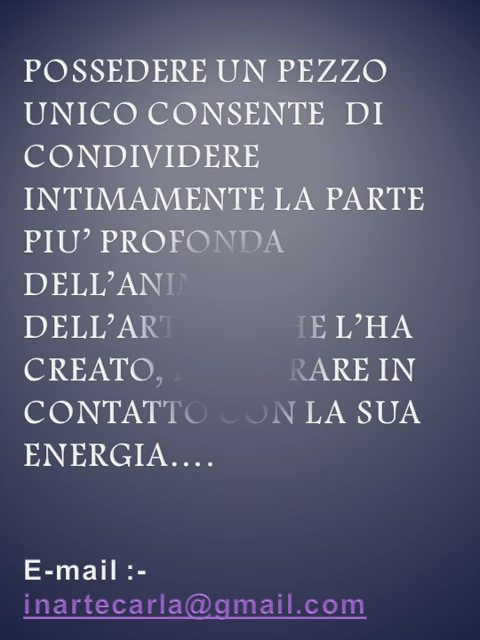 POSSEDERE UN PEZZO
UNICO CONSENTE DI
CONDIVIDERE
INTIMAMENTE LA PARTE
PIU’ PROFONDA
L’HA
CREATO, IN
CONTATTO CON LA SUA
ENERGIA….
E-mail :-
inartecarla@gmail.com